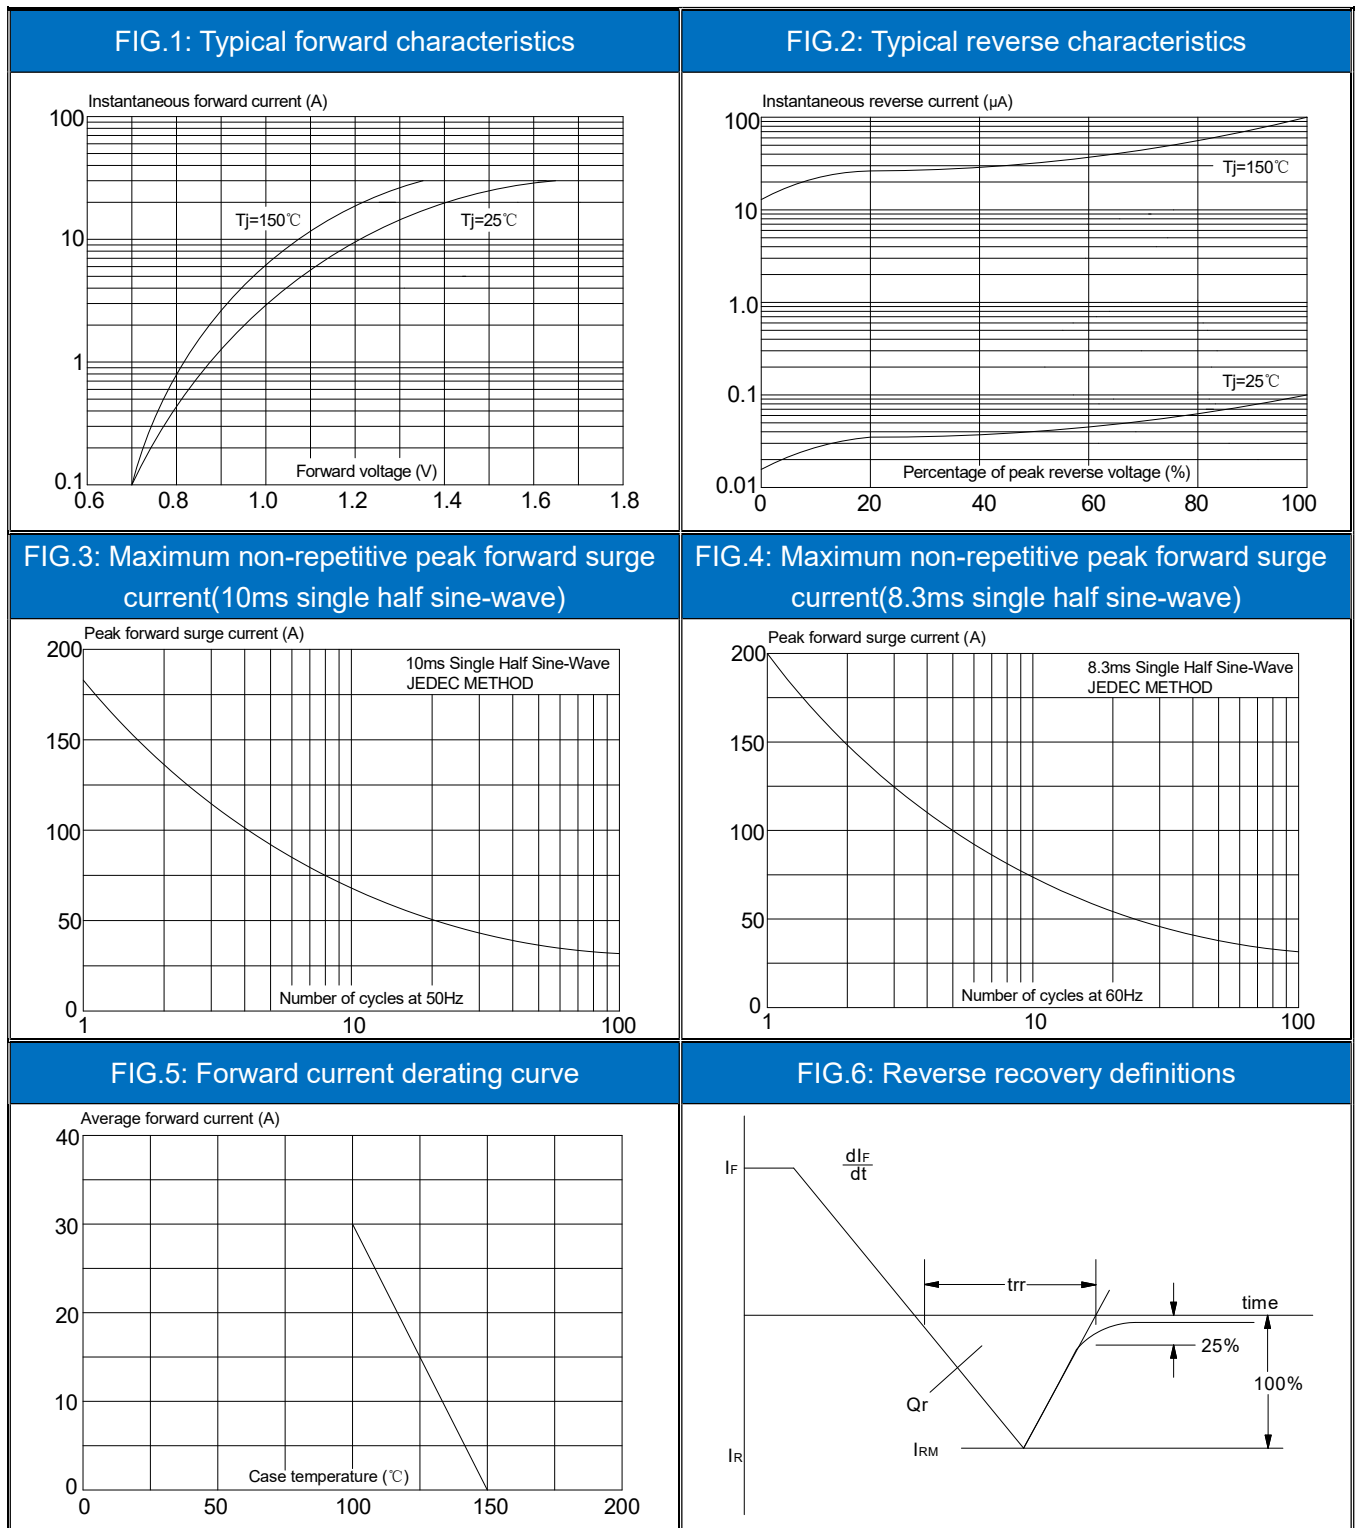 FIG.1: Typical forward characteristics
Instantaneous forward current (A)
100
10
1
0.1
Tj=150℃
Tj=25℃
Forward voltage (V)
0.6 0.8 1.0 1.2 1.4 1.6 1.8
FIG.2: Typical reverse characteristics
Instantaneous reverse current (μA)
100
10
1.0
0.1
0.01
Tj=150℃
Tj=25℃
Percentage of peak reverse voltage (%)
0 20 40 60 80 100
FIG.3: Maximum non-repetitive peak forward surge
current(10ms single half sine-wave)
Peak forward surge current (A)
200
150
100
50
0
10ms Single Half Sine-Wave
JEDEC METHOD
Number of cycles at 50Hz
1 10 100
FIG.4: Maximum non-repetitive peak forward surge
current(8.3ms single half sine-wave)
Peak forward surge current (A)
200
150
100
50
0
8.3ms Single Half Sine-Wave
JEDEC METHOD
Number of cycles at 60Hz
1 10 100
FIG.5: Forward current derating curve
Average forward current (A)
40
30
20
10
0
Case temperature (℃)
0 50 100 150 200
FIG.6: Reverse recovery definitions
IF
dIF
dt
trr
time
25%
100%
Qr
IRM
IR